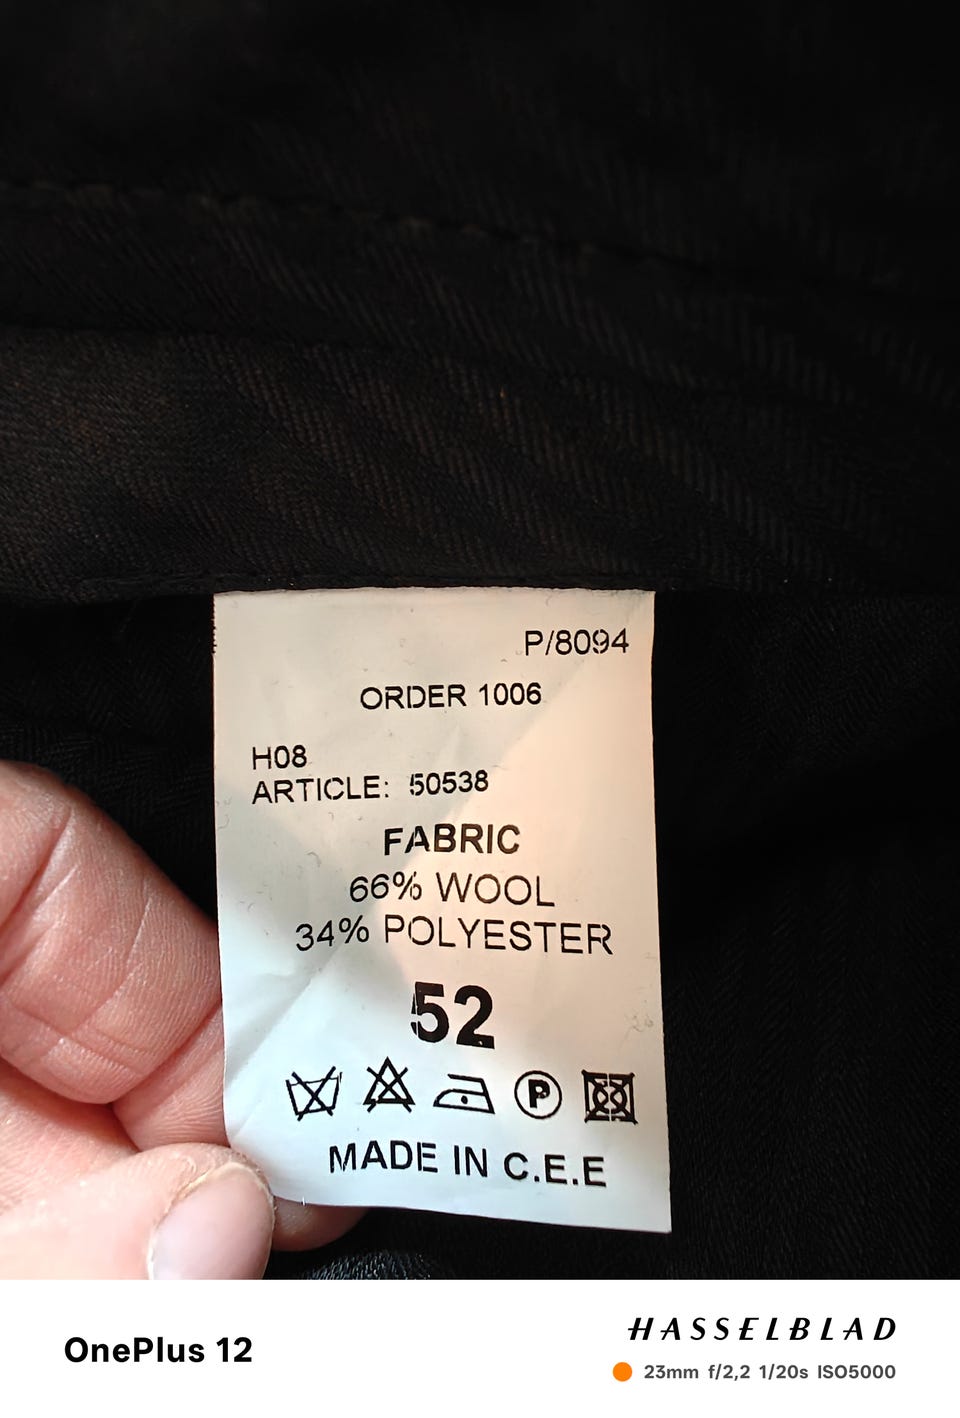 P/8094
ORDER 1006
H08
ARTICLE: 50538
FABRIC
66% WOOL
34% POLYESTER
52
P
MADE IN C.E.E
OnePlus 12
HASSELBLAD
23mm f/2,2 1/20s ISO5000